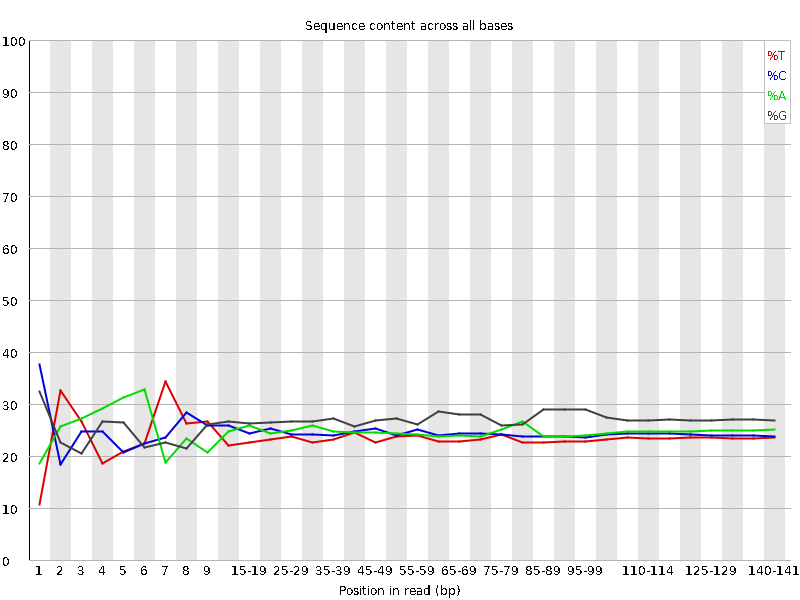 Sequence content across all bases
100
90
80
70
60
50
40
30
20
10
0
%T
%C
%A
%G
1 2 3 4 5 6 7 8 9 15-19 25-29 35-39 45-49 55-59 65-69 75-79 85-89 95-99 110-114 125-129 140-141
Position in read (bp)